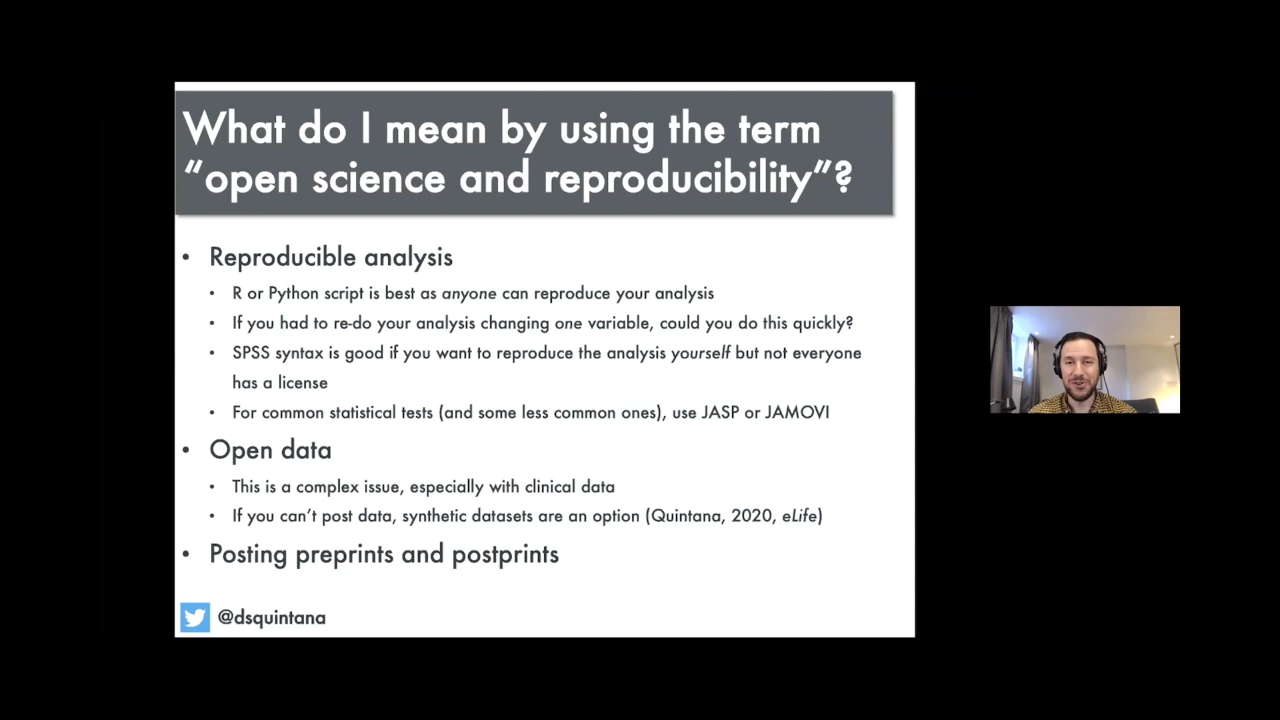 What do I mean by using the term
“open science and reproducibility”?
• Reproducible analysis
• R or Python script is best as anyone can reproduce your analysis
• If you had to re-do your analysis changing one variable, could you do this quickly?
• SPSS syntax is good if you want to reproduce the analysis yourself but not everyone
has a license
• For common statistical tests (and some less common ones), use JASP or JAMOVI
• Open data
• This is a complex issue, especially with clinical data
• If you can’t post data, synthetic datasets are an option (Quintana, 2020, eLife)
• Posting preprints and postprints
@dsquintana